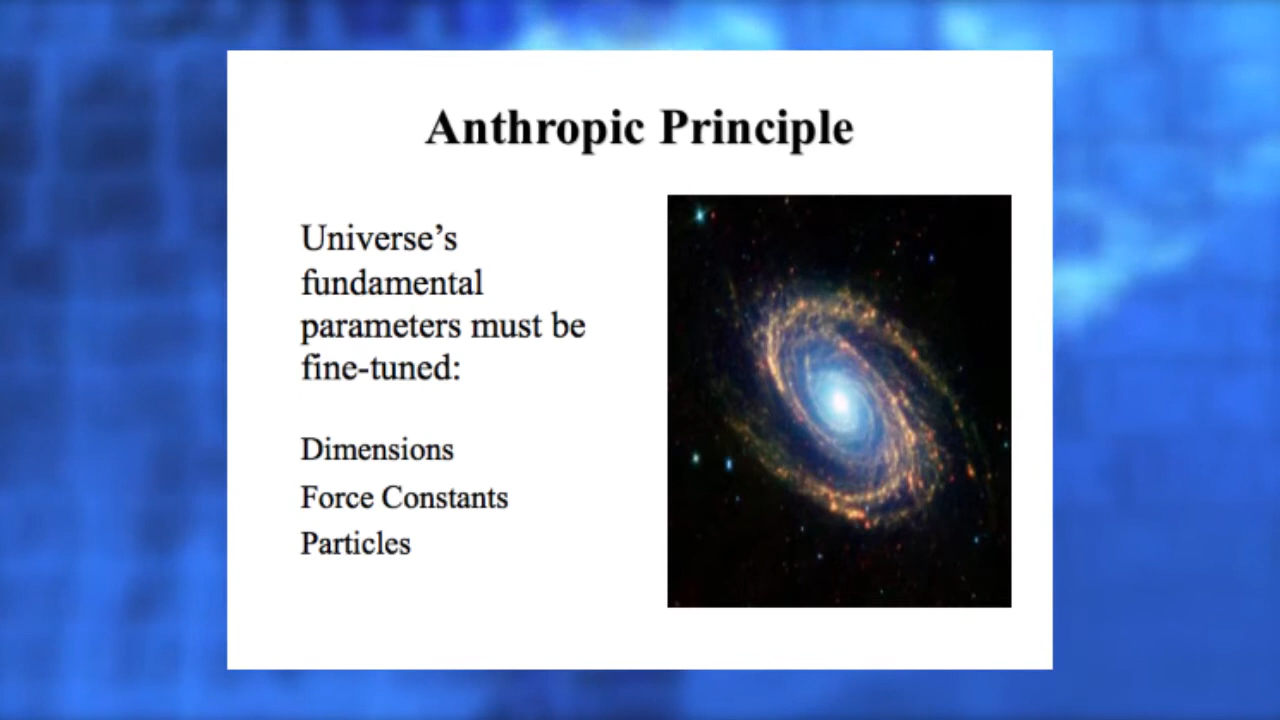 Anthropic Principle
Universe’s
fundamental
parameters must be
fine-tuned:
Dimensions
Force Constants
Particles